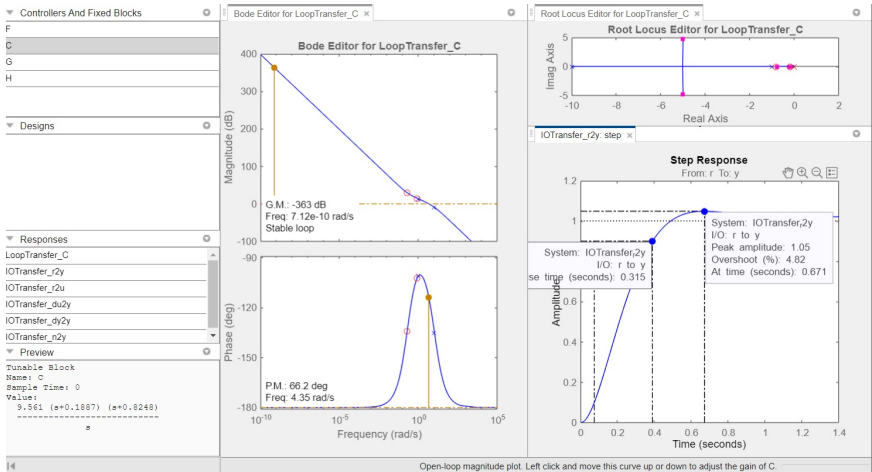 Controllers And Fixed Blocks
F
C
G
H
Designs
Responses
LoopTransfer_C
IOTransfer_r2y
IOTransfer_r2u
IOTransfer_du2y
IOTransfer_dy2y
IOTransfer_n2y
Preview
Tunable Block
Name: C
Sample Time: 0
Value:
9.561 (s+0.1887) (s+0.8248)
---------------------------
s
Bode Editor for LoopTransfer_C ×
Bode Editor for LoopTransfer_C
Magnitude (dB)
400
300
200
100
0
-100
G.M.: -363 dB
Freq: 7.12e-10 rad/s
Stable loop
Phase (deg)
-90
-100
-150
-180
P.M.: 66.2 deg
Freq: 4.35 rad/s
10-10
10-5
100
105
Frequency (rad/s)
Root Locus Editor for LoopTransfer_C ×
Root Locus Editor for LoopTransfer_C
Imag Axis
5
0
-5
-10 -8 -6 -4 -2 0 2
Real Axis
IOTransfer_r2y: step ×
Step Response
From: r To: y
Amplitude
1.2
1
System: IOTransfer_r2y
I/O: r to y
Peak amplitude: 1.05
Overshoot (%): 4.82
At time (seconds): 0.671
System: IOTransfer_r2y
I/O: r to y
se time (seconds): 0.315
0.6
0.4
0.2
0
0 0.2 0.4 0.6 0.8 1 1.2 1.4
Time (seconds)
Open-loop magnitude plot. Left click and move this curve up or down to adjust the gain of C.